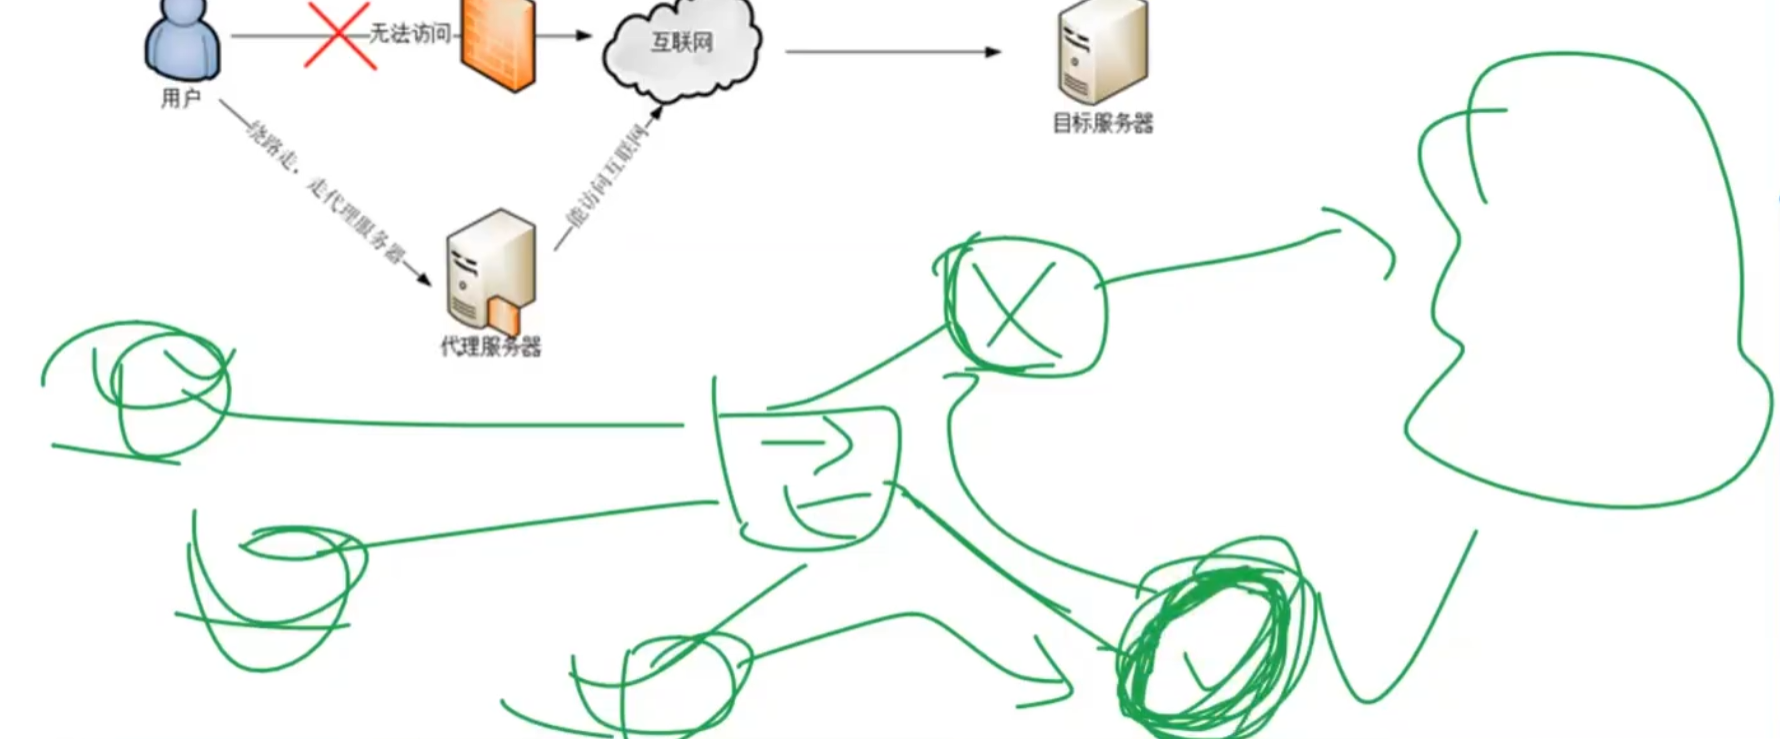 无法访问
互联网
用户
目标服务器
绕路走，走代理服务器
能访问互联网
代理服务器